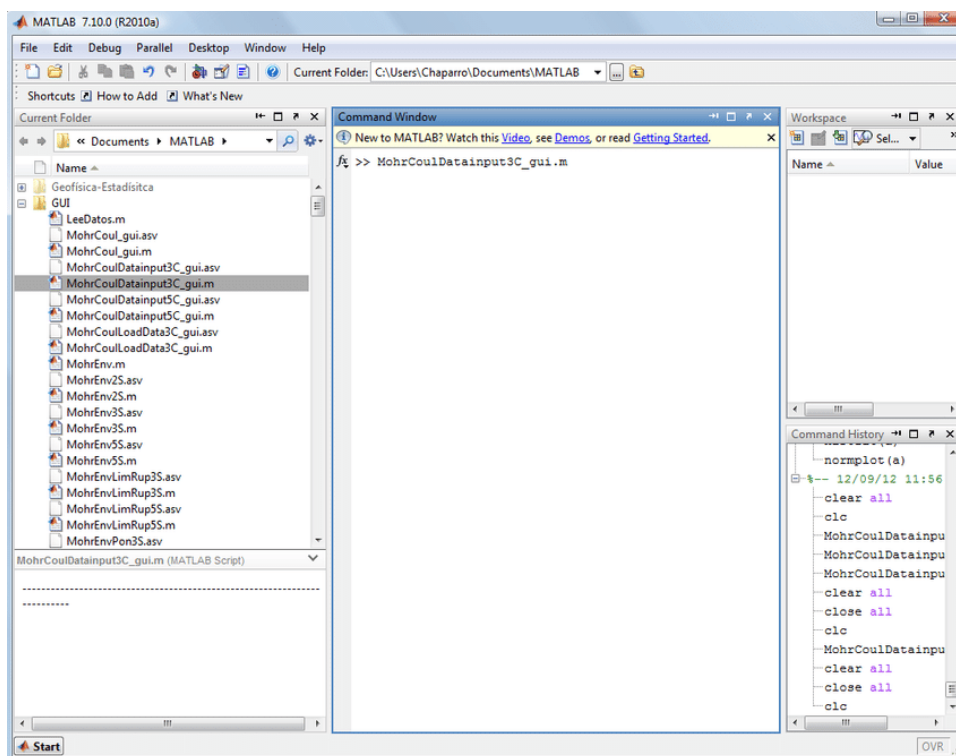 MATLAB 7.10.0 (R2010a)
File Edit Debug Parallel Desktop Window Help
Current Folder: C:\Users\Chaparro\Documents\MATLAB ...
Shortcuts How to Add What's New
Current Folder
« Documents MATLAB
Name
Geofísica-Estadísitca
GUI
LeeDatos.m
MohrCoul_gui.asv
MohrCoul_gui.m
MohrCoulDatainput3C_gui.asv
MohrCoulDatainput3C_gui.m
MohrCoulDatainput5C_gui.asv
MohrCoulDatainput5C_gui.m
MohrCoulLoadData3C_gui.asv
MohrCoulLoadData3C_gui.m
MohrEnv.m
MohrEnv2S.asv
MohrEnv2S.m
MohrEnv3S.asv
MohrEnv3S.m
MohrEnv5S.asv
MohrEnv5S.m
MohrEnvLimRup3S.asv
MohrEnvLimRup3S.m
MohrEnvLimRup5S.asv
MohrEnvLimRup5S.m
MohrEnvPon3S.asv
MohrCoulDatainput3C_gui.m (MATLAB Script)
----------------------------------------------------------------
----------
Command Window
New to MATLAB? Watch this Video, see Demos, or read Getting Started.
fx >> MohrCoulDatainput3C_gui.m
Workspace
Sel...
Name Value
Command History
normplot(a)
%-- 12/09/12 11:56
clear all
clc
MohrCoulDatainpu
MohrCoulDatainpu
MohrCoulDatainpu
clear all
close all
clc
MohrCoulDatainpu
clear all
close all
clc
Start
OVR